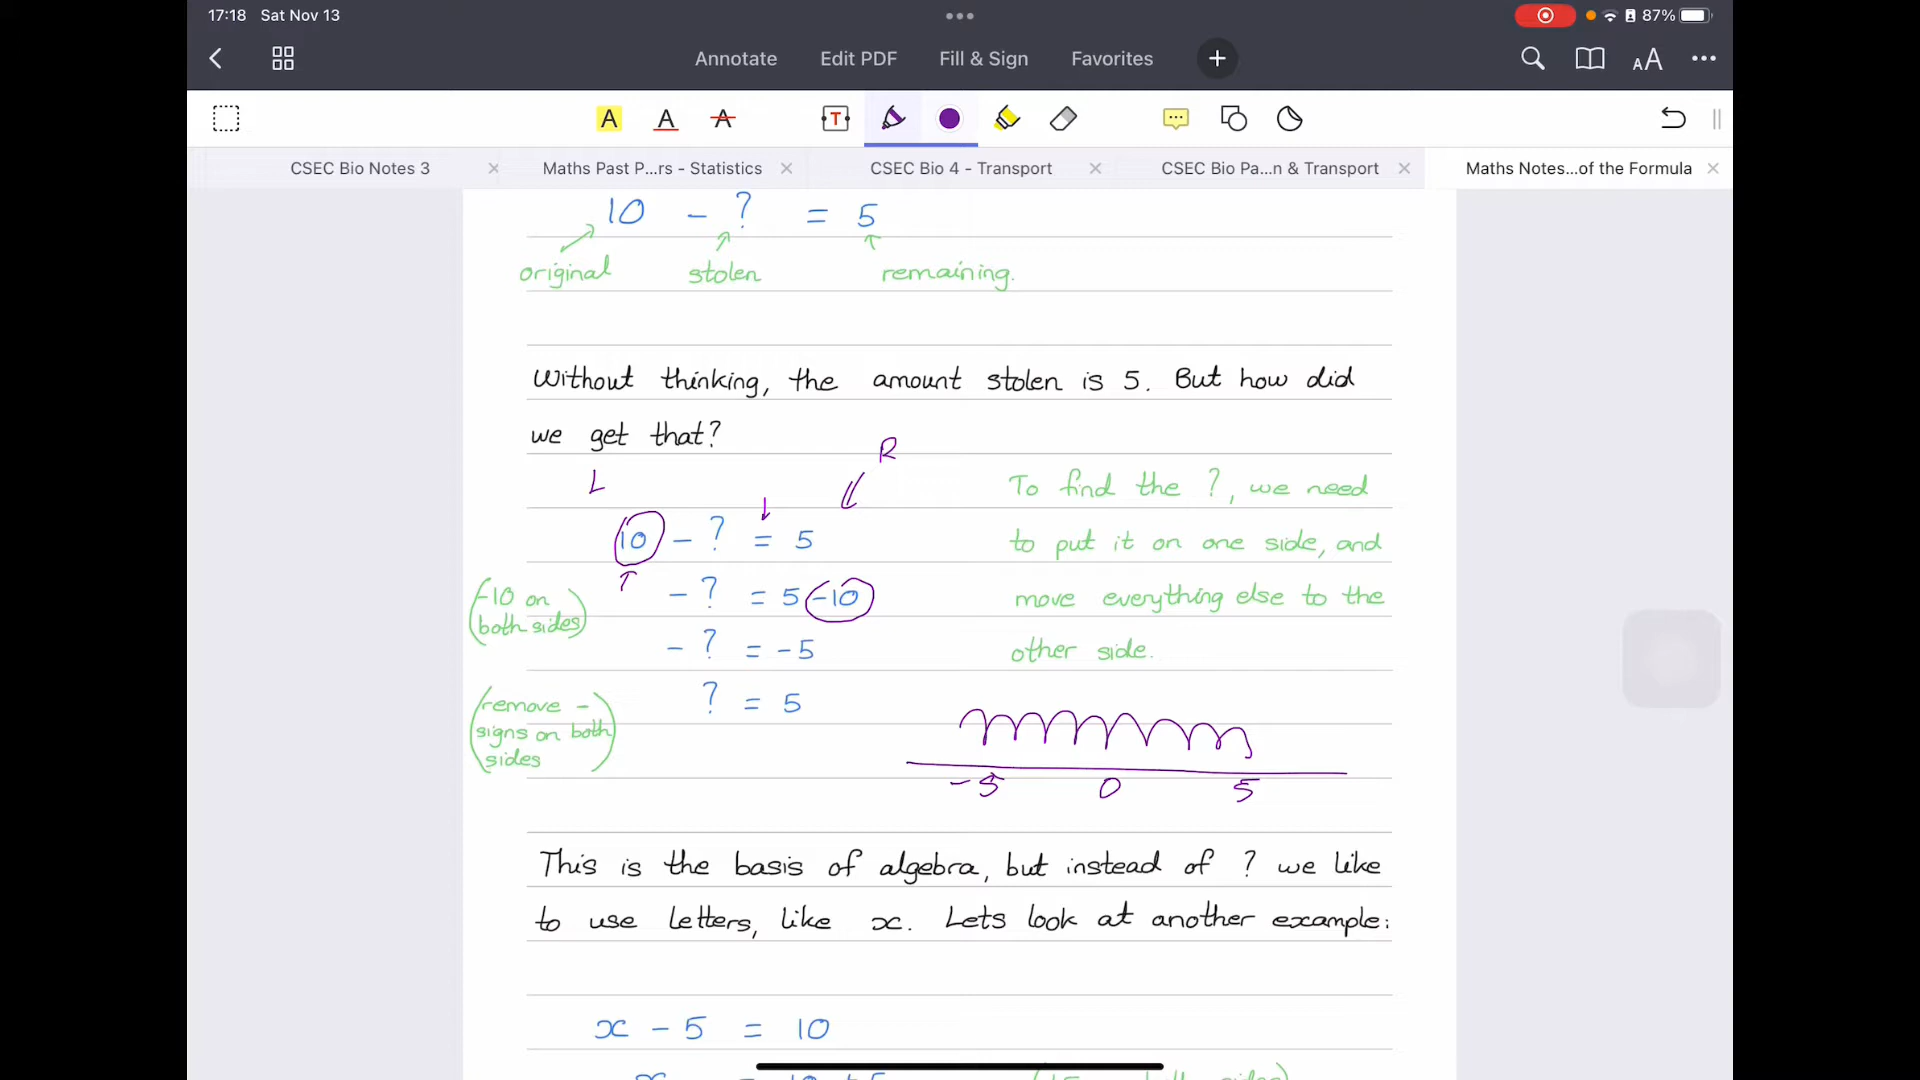 17:18 Sat Nov 13
87%
Annotate Edit PDF Fill & Sign Favorites
AA
A A A T
CSEC Bio Notes 3 Maths Past P...rs - Statistics CSEC Bio 4 - Transport CSEC Bio Pa...n & Transport Maths Notes...of the Formula
10 - ? = 5
original stolen remaining.
Without thinking, the amount stolen is 5. But how did
we get that?
L R
10 - ? = 5
- ? = 5 -10
- ? = -5
? = 5
(-10 on
both sides)
(remove -
signs on both
sides)
To find the ?, we need
to put it on one side, and
move everything else to the
other side.
-5 0 5
This is the basis of algebra, but instead of ? we like
to use letters, like x. Lets look at another example:
x - 5 = 10